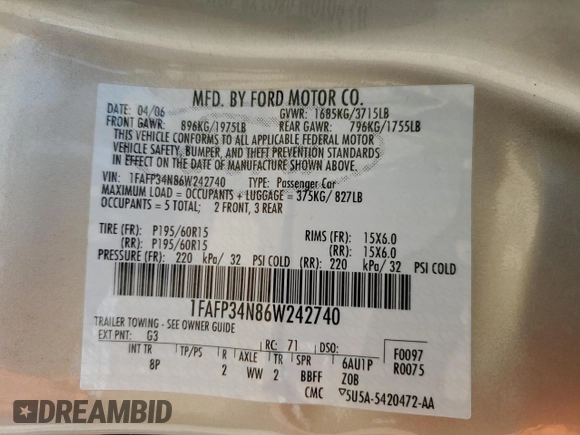 MFD. BY FORD MOTOR CO.
DATE: 04/06 GVWR: 1685KG/3715LB
FRONT GAWR: 896KG/1975LB REAR GAWR: 796KG/1755LB
THIS VEHICLE CONFORMS TO ALL APPLICABLE FEDERAL MOTOR
VEHICLE SAFETY, BUMPER, AND THEFT PREVENTION STANDARDS
IN EFFECT ON THE DATE OF MANUFACTURE SHOWN ABOVE.
VIN: 1FAFP34N86W242740 TYPE: Passenger Car
MAXIMUM LOAD = OCCUPANTS + LUGGAGE = 375KG/ 827LB
OCCUPANTS = 5 TOTAL; 2 FRONT, 3 REAR
TIRE (FR): P195/60R15 RIMS (FR): 15X6.0
(RR): P195/60R15 (RR): 15X6.0
PRESSURE (FR): 220 kPa/ 32 PSI COLD (RR): 220 kPa/ 32 PSI COLD
1FAFP34N86W242740
TRAILER TOWING - SEE OWNER GUIDE
EXT PNT: G3 RC: 71 DSO: F0097
INT TR TP/PS R AXLE TR SPR 6AU1P R0075
8P 2 WW 2 BBFF Z0B
CMC ▽5U5A-5420472-AA
DREAMBID